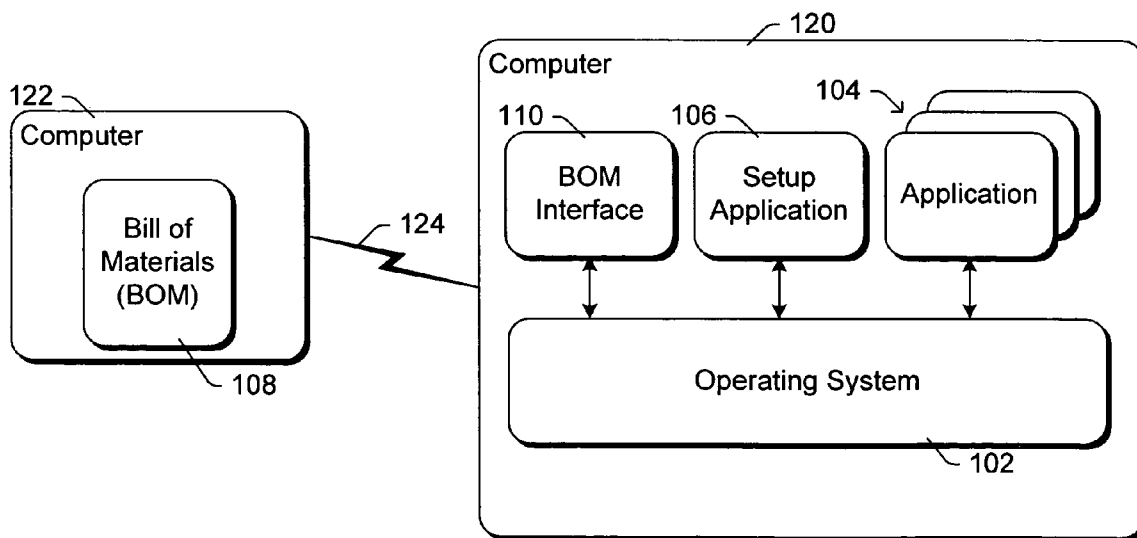 122
Computer
Bill of
Materials
(BOM)
108
124
120
Computer
110
BOM
Interface
106
Setup
Application
104
Application
Operating System
102